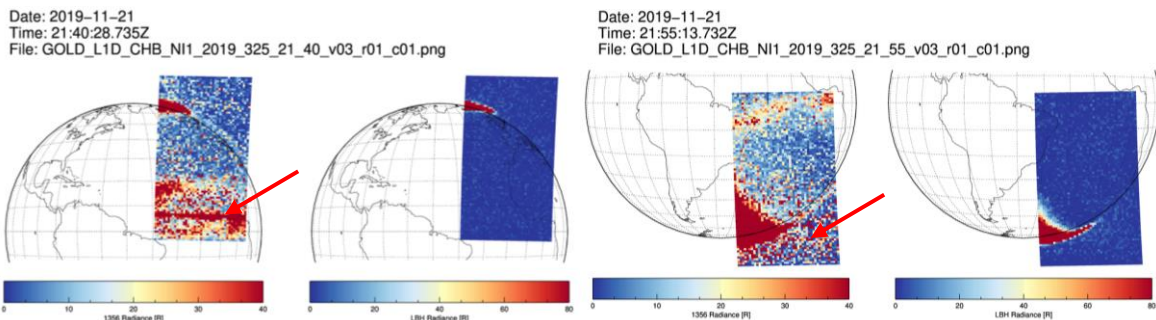 Date: 2019-11-21
Time: 21:40:28.735Z
File: GOLD_L1D_CHB_NI1_2019_325_21_40_v03_r01_c01.png
0 10 20 30 40
1356 Radiance [R]
0 20 40 60 80
LBH Radiance [R]
Date: 2019-11-21
Time: 21:55:13.732Z
File: GOLD_L1D_CHB_NI1_2019_325_21_55_v03_r01_c01.png
0 10 20 30 40
1356 Radiance [R]
0 20 40 60 80
LBH Radiance [R]